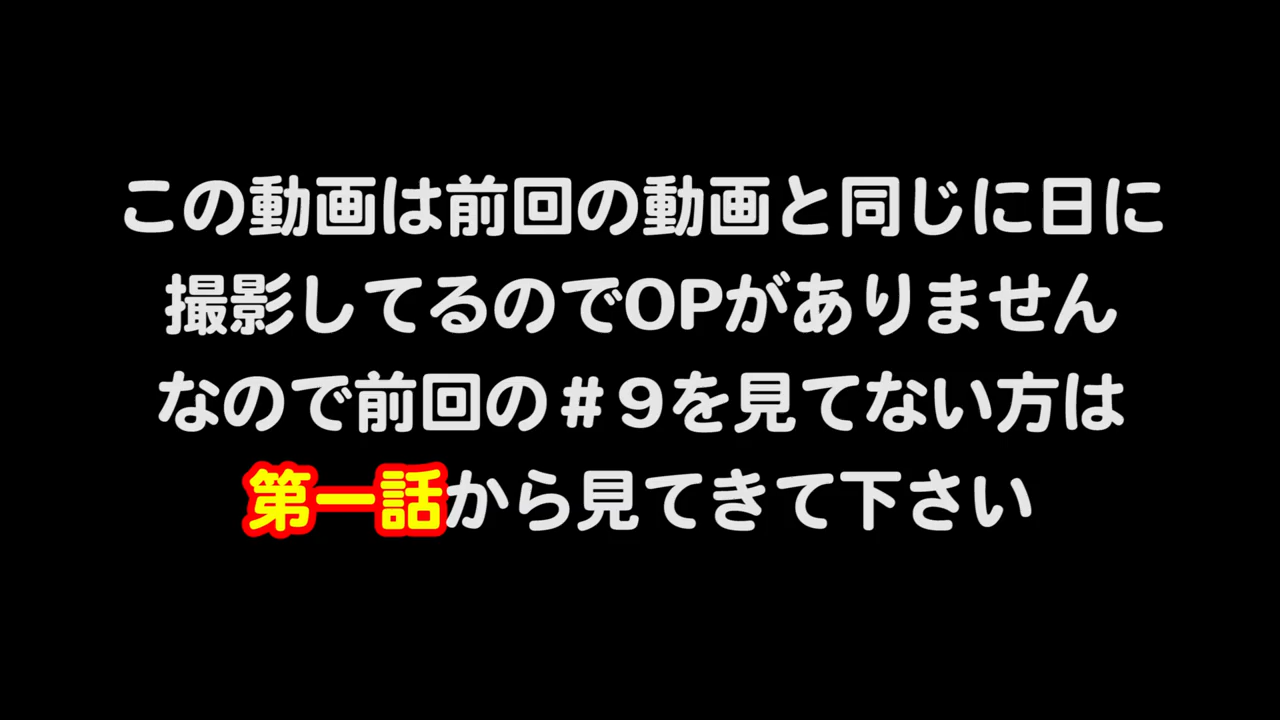 この動画は前回の動画と同じに日に
撮影してるのでOPがありません
なので前回の＃９を見てない方は
第一話から見てきて下さい